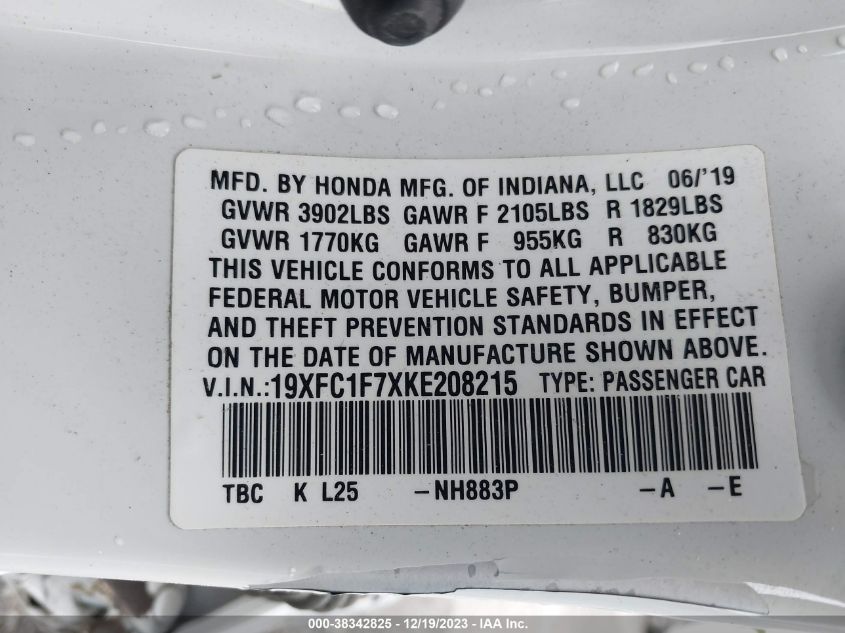 MFD. BY HONDA MFG. OF INDIANA, LLC 06/'19
GVWR 3902LBS GAWR F 2105LBS R 1829LBS
GVWR 1770KG GAWR F 955KG R 830KG
THIS VEHICLE CONFORMS TO ALL APPLICABLE
FEDERAL MOTOR VEHICLE SAFETY, BUMPER,
AND THEFT PREVENTION STANDARDS IN EFFECT
ON THE DATE OF MANUFACTURE SHOWN ABOVE.
V.I.N.:19XFC1F7XKE208215 TYPE: PASSENGER CAR
TBC K L25 -NH883P -A -E
000-38342825 - 12/19/2023 - IAA Inc.